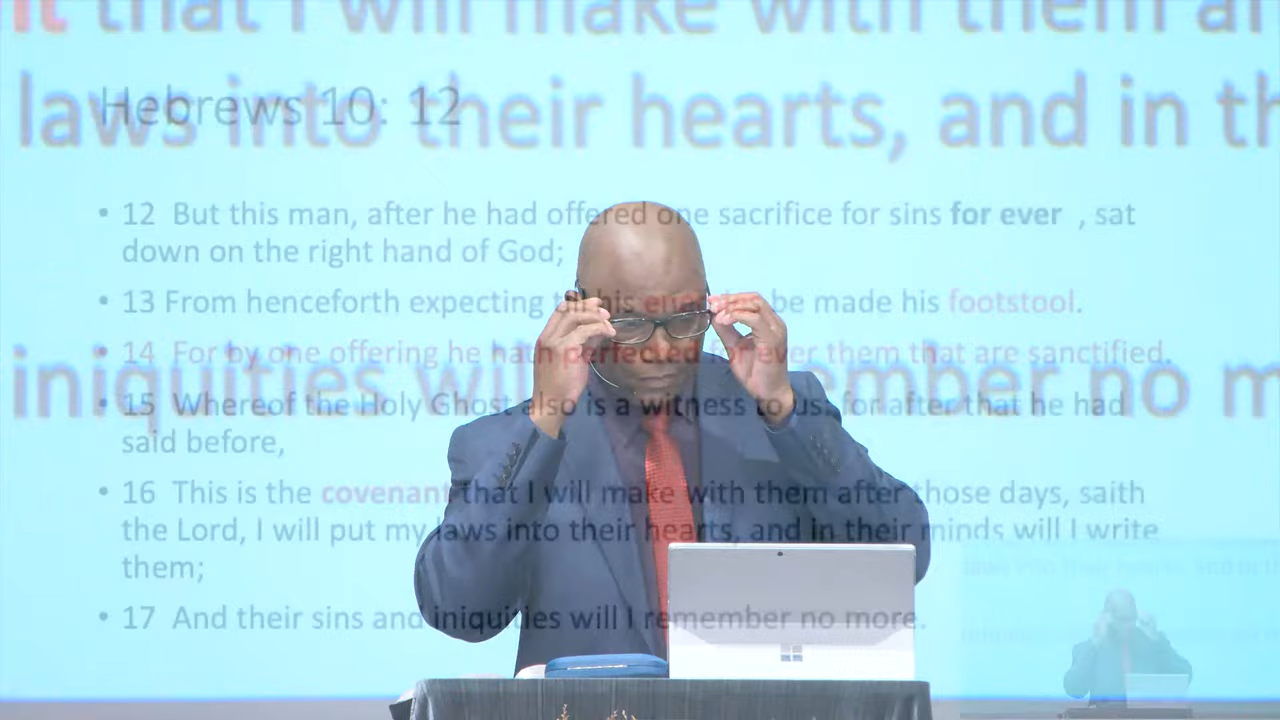 that I will make with them
laws into their hearts, and in
Hebrews 10: 12
• 12 But this man, after he had offered one sacrifice for sins for ever , sat
down on the right hand of God;
• 13 From henceforth expecting his be made his footstool.
• 14 For by one offering he hath perfected for ever them that are sanctified.
iniquities will remember no
• 15 Whereof the Holy Ghost also is a witness to us: for after that he had
said before,
• 16 This is the covenant that I will make with them after those days, saith
the Lord, I will put my laws into their hearts, and in their minds will I write
them;
• 17 And their sins and iniquities will I remember no more.